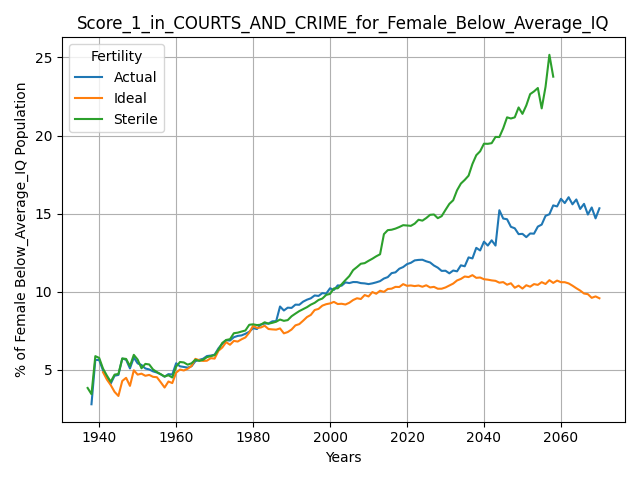 Score_1_in_COURTS_AND_CRIME_for_Female_Below_Average_IQ
Fertility
Actual
Ideal
Sterile
% of Female Below_Average_IQ Population
25
20
15
10
5
1940 1960 1980 2000 2020 2040 2060
Years